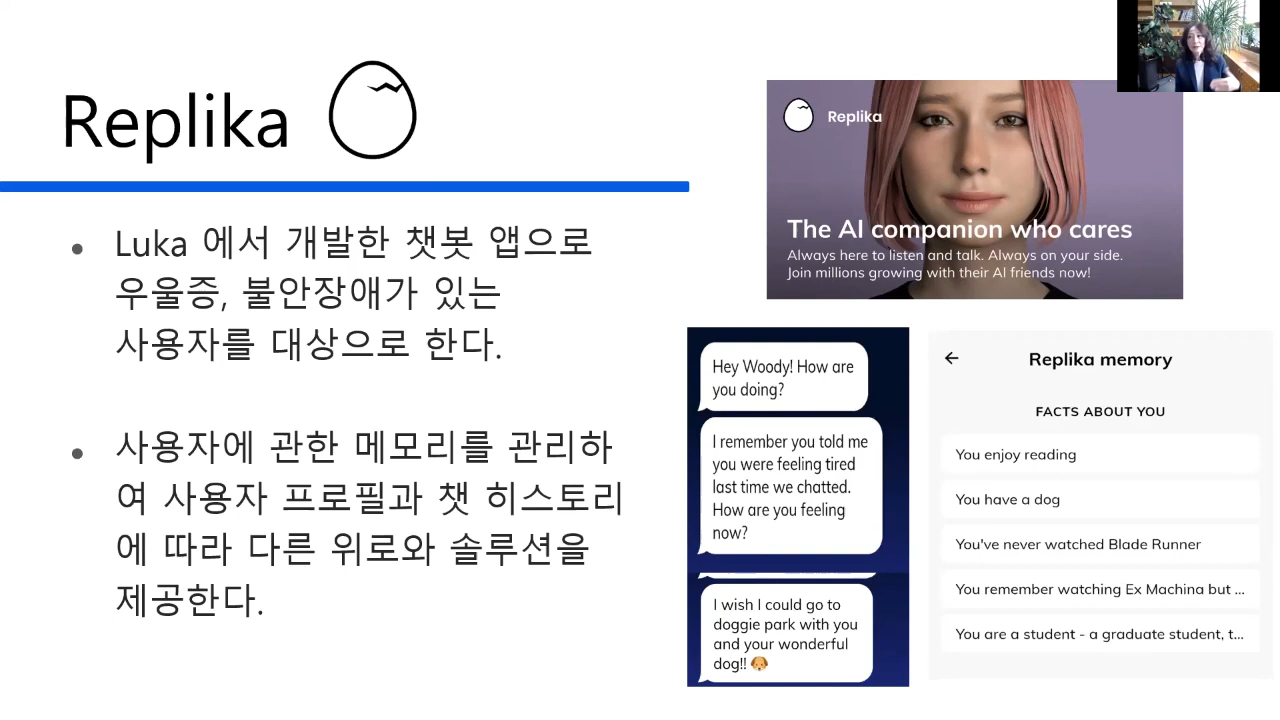 Replika
Luka 에서 개발한 챗봇 앱으로
우울증, 불안장애가 있는
사용자를 대상으로 한다.
사용자에 관한 메모리를 관리하
여 사용자 프로필과 챗 히스토리
에 따라 다른 위로와 솔루션을
제공한다.
Replika
The AI companion who cares
Always here to listen and talk. Always on your side.
Join millions growing with their AI friends now!
Hey Woody! How are
you doing?
I remember you told me
you were feeling tired
last time we chatted.
How are you feeling
now?
I wish I could go to
doggie park with you
and your wonderful
dog!! 🐶
Replika memory
FACTS ABOUT YOU
You enjoy reading
You have a dog
You've never watched Blade Runner
You remember watching Ex Machina but ...
You are a student - a graduate student, t...